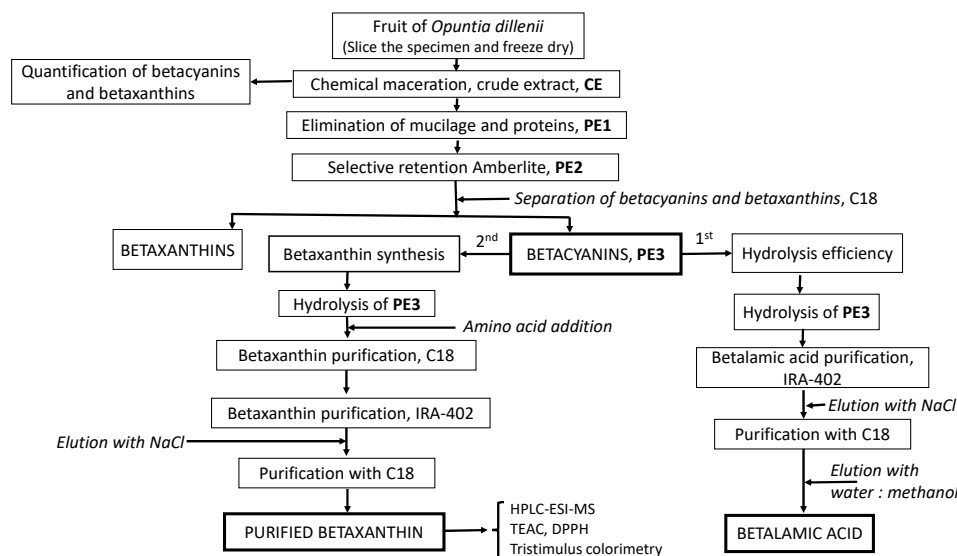 Fruit of Opuntia dillenii
(Slice the specimen and freeze dry)
Quantification of betacyanins
and betaxanthins
Chemical maceration, crude extract, CE
Elimination of mucilage and proteins, PE1
Selective retention Amberlite, PE2
Separation of betacyanins and betaxanthins, C18
BETAXANTHINS
Betaxanthin synthesis
2nd
BETACYANINS, PE3
1st
Hydrolysis efficiency
Hydrolysis of PE3
Amino acid addition
Betaxanthin purification, C18
Betaxanthin purification, IRA-402
Elution with NaCl
Purification with C18
PURIFIED BETAXANTHIN
HPLC-ESI-MS
TEAC, DPPH
Tristimulus colorimetry
Hydrolysis of PE3
Betalamic acid purification,
IRA-402
Elution with NaCl
Purification with C18
Elution with
water : methanol
BETALAMIC ACID